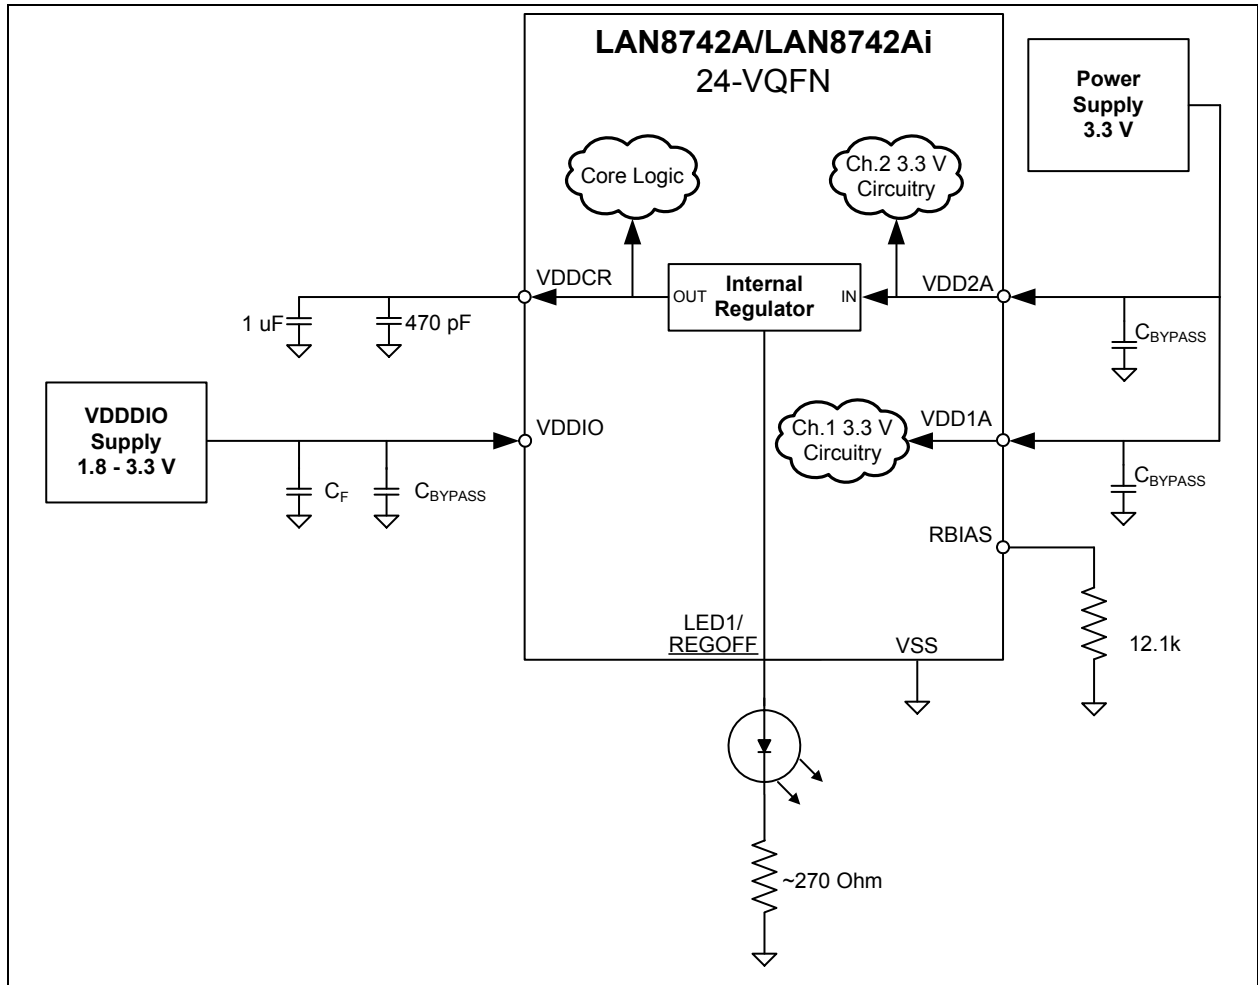 LAN8742A/LAN8742Ai
24-VQFN
Power
Supply
3.3 V
Core Logic
Ch.2 3.3 V
Circuitry
VDDCR
OUT
Internal
Regulator
IN
VDD2A
1 uF
470 pF
CBYPASS
VDDDIO
Supply
1.8 - 3.3 V
VDDIO
Ch.1 3.3 V
Circuitry
VDD1A
CF
CBYPASS
CBYPASS
RBIAS
LED1/
REGOFF
VSS
12.1k
~270 Ohm